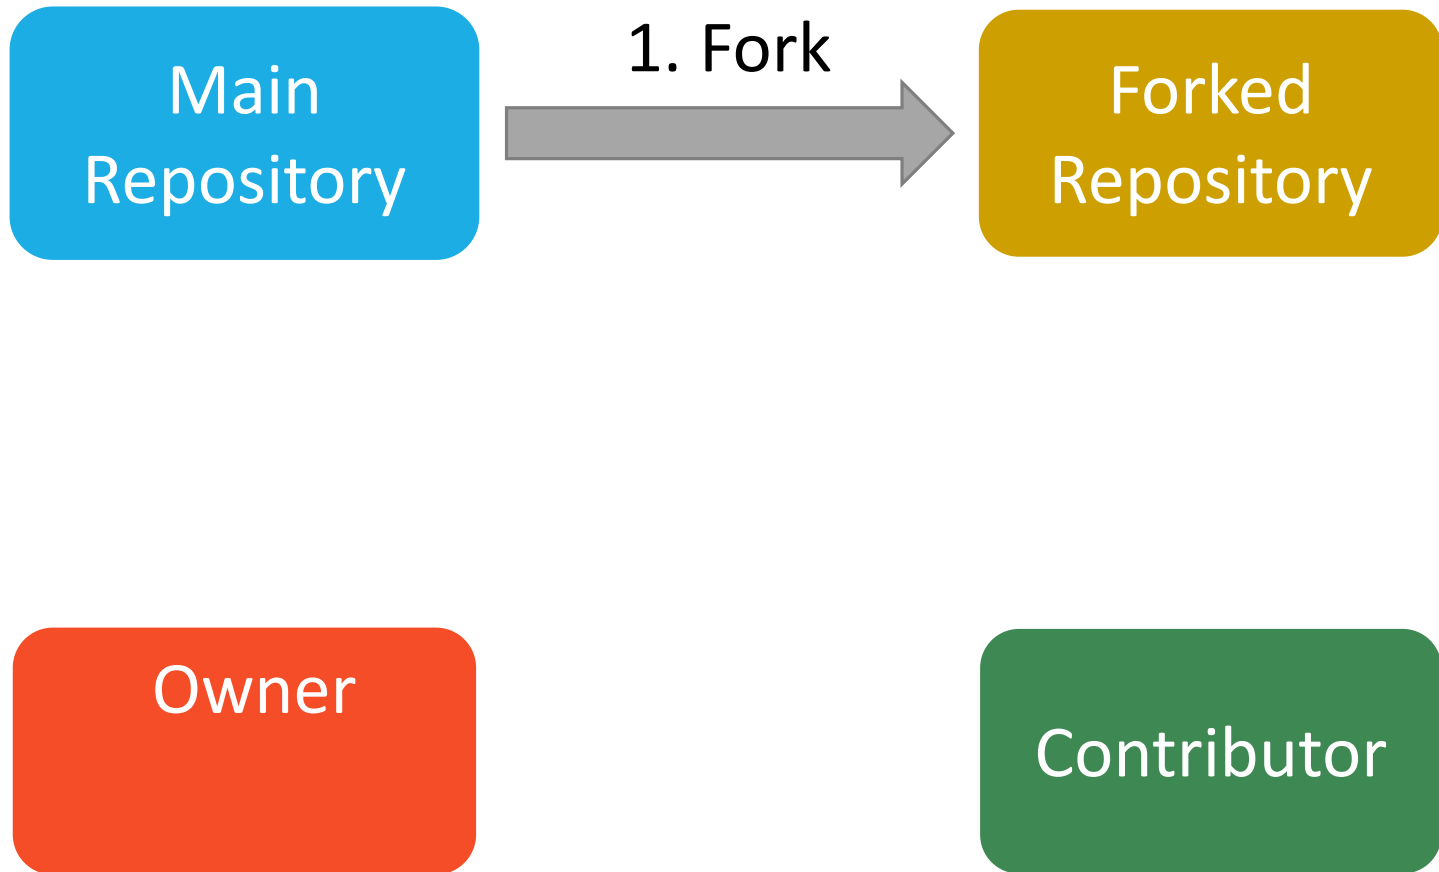 Main
Repository
1. Fork
Forked
Repository
Owner
Contributor